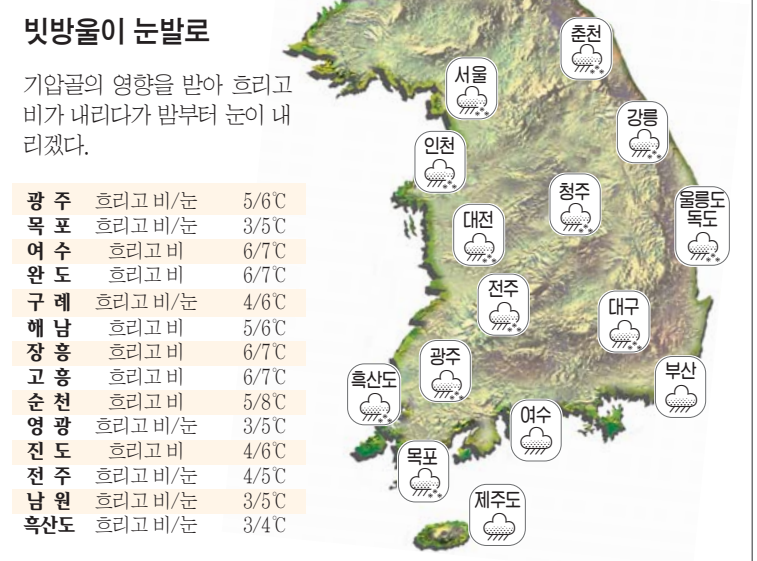 빗방울이 눈발로
기압골의 영향을 받아 흐리고
비가 내리다가 밤부터 눈이 내
리겠다.
광 주 흐리고 비/눈 5/6℃
목 포 흐리고 비/눈 3/5℃
여 수 흐리고 비 6/7℃
완 도 흐리고 비 6/7℃
구 례 흐리고 비/눈 4/6℃
해 남 흐리고 비 5/6℃
장 흥 흐리고 비 6/7℃
고 흥 흐리고 비 6/7℃
순 천 흐리고 비 5/8℃
영 광 흐리고 비/눈 3/5℃
진 도 흐리고 비 4/6℃
전 주 흐리고 비/눈 4/5℃
남 원 흐리고 비/눈 3/5℃
흑산도 흐리고 비/눈 3/4℃
춘천
서울
강릉
인천
청주
울릉도
독도
대전
전주
대구
광주
부산
흑산도
여수
목포
제주도